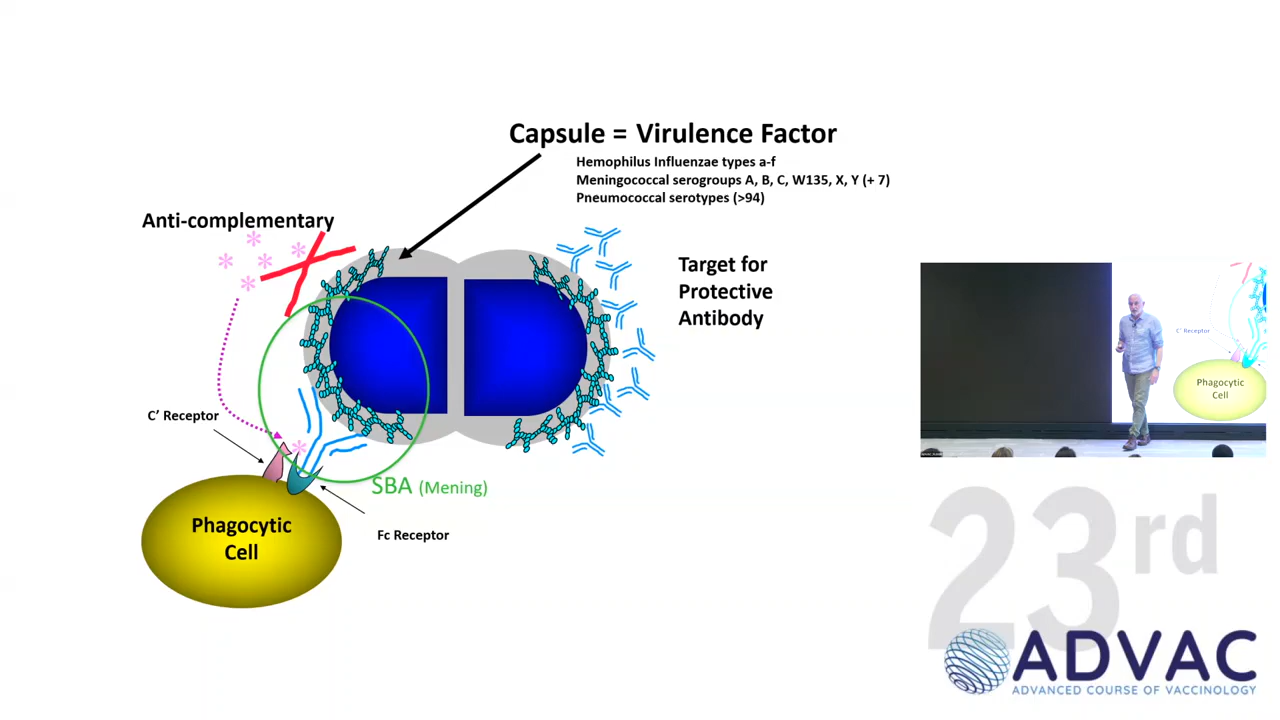 Capsule = Virulence Factor
Hemophilus Influenzae types a-f
Meningococcal serogroups A, B, C, W135, X, Y (+ 7)
Pneumococcal serotypes (>94)
Anti-complementary
Target for
Protective
Antibody
C' Receptor
SBA (Mening)
Phagocytic
Cell
Fc Receptor
C' Receptor
Phagocytic
Cell
23rd
ADVAC
ADVANCED COURSE OF VACCINOLOGY